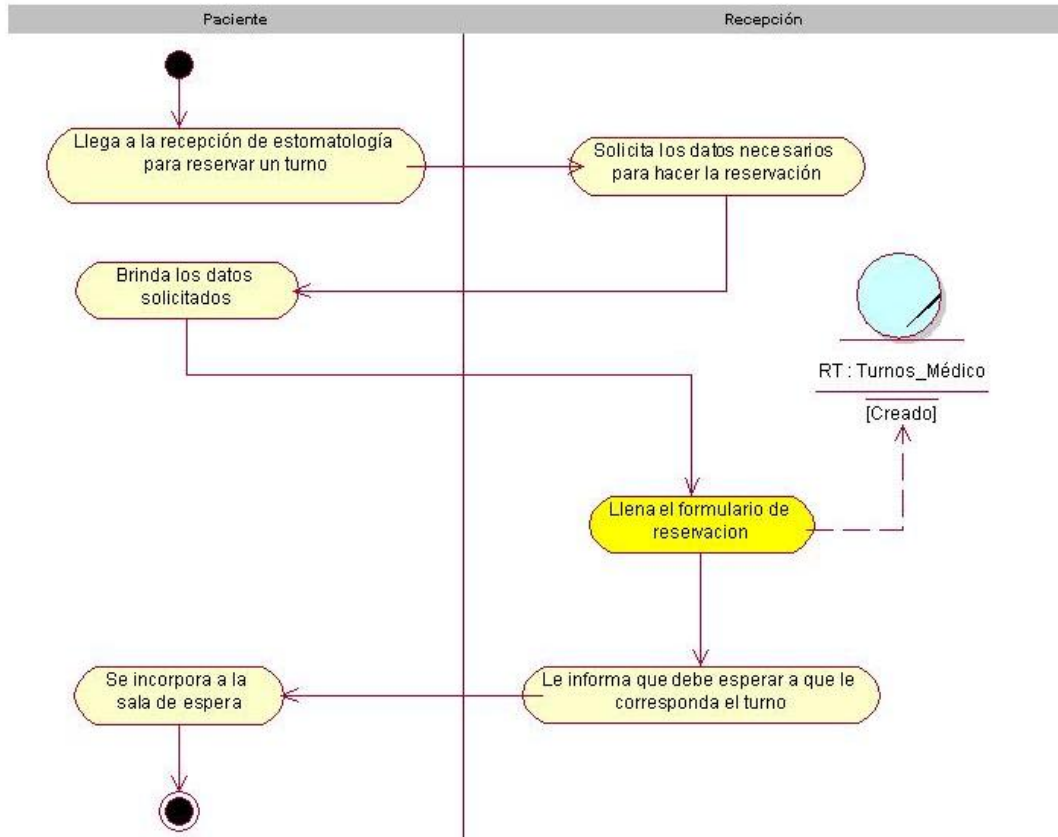 Paciente
Recepción
Llega a la recepción de estomatología
para reservar un turno
Solicita los datos necesarios
para hacer la reservación
Brinda los datos
solicitados
RT : Turnos_Médico
[Creado]
Llena el formulario de
reservacion
Se incorpora a la
sala de espera
Le informa que debe esperar a que le
corresponda el turno